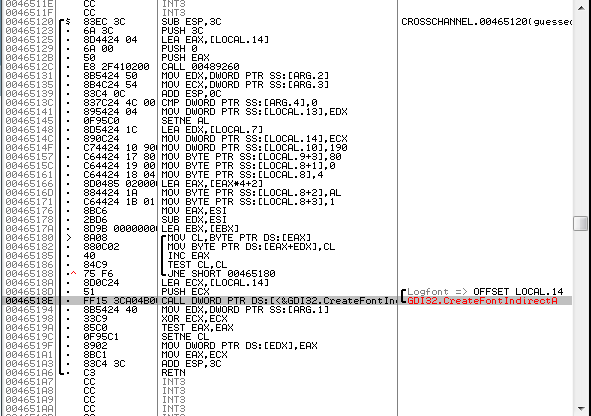 0046511E CC INT3
0046511F CC INT3
00465120 $ 83EC 3C SUB ESP,3C CROSSCHANNEL.00465120(guessed
00465123 6A 3C PUSH 3C
00465125 8D4424 04 LEA EAX,[LOCAL.14]
00465129 6A 00 PUSH 0
0046512B 50 PUSH EAX
0046512C E8 2F410200 CALL 00489260
00465131 8B5424 50 MOV EDX,DWORD PTR SS:[ARG.2]
00465135 8B4C24 54 MOV ECX,DWORD PTR SS:[ARG.3]
00465139 83C4 0C ADD ESP,0C
0046513C 837C24 4C 00 CMP DWORD PTR SS:[ARG.4],0
00465141 895424 04 MOV DWORD PTR SS:[LOCAL.13],EDX
00465145 0F95C0 SETNE AL
00465148 8D5424 1C LEA EDX,[LOCAL.7]
0046514C 890C24 MOV DWORD PTR SS:[LOCAL.14],ECX
0046514F C74424 10 90 MOV DWORD PTR SS:[LOCAL.10],190
00465157 C64424 17 80 MOV BYTE PTR SS:[LOCAL.9+3],80
0046515C C64424 19 00 MOV BYTE PTR SS:[LOCAL.8+1],0
00465161 C64424 18 04 MOV BYTE PTR SS:[LOCAL.8],4
00465166 8D0485 02000 LEA EAX,[EAX*4+2]
0046516D 884424 1A MOV BYTE PTR SS:[LOCAL.8+2],AL
00465171 C64424 1B 01 MOV BYTE PTR SS:[LOCAL.8+3],1
00465176 8BC6 MOV EAX,ESI
00465178 2BD6 SUB EDX,ESI
0046517A 8D9B 0000000 LEA EBX,[EBX]
00465180 > 8A08 MOV CL,BYTE PTR DS:[EAX]
00465182 880C02 MOV BYTE PTR DS:[EAX+EDX],CL
00465185 40 INC EAX
00465186 84C9 TEST CL,CL
00465188 ^ 75 F6 JNE SHORT 00465180
0046518A 8D0C24 LEA ECX,[LOCAL.14]
0046518D 51 PUSH ECX Logfont => OFFSET LOCAL.14
0046518E FF15 3CA04B0 CALL DWORD PTR DS:[<&GDI32.CreateFontInd GDI32.CreateFontIndirectA
00465194 8B5424 40 MOV EDX,DWORD PTR SS:[ARG.1]
00465198 33C9 XOR ECX,ECX
0046519A 85C0 TEST EAX,EAX
0046519C 0F95C1 SETNE CL
0046519F 8902 MOV DWORD PTR DS:[EDX],EAX
004651A1 8BC1 MOV EAX,ECX
004651A3 83C4 3C ADD ESP,3C
004651A6 C3 RETN
004651A7 CC INT3
004651A8 CC INT3
004651A9 CC INT3
004651AA CC INT3